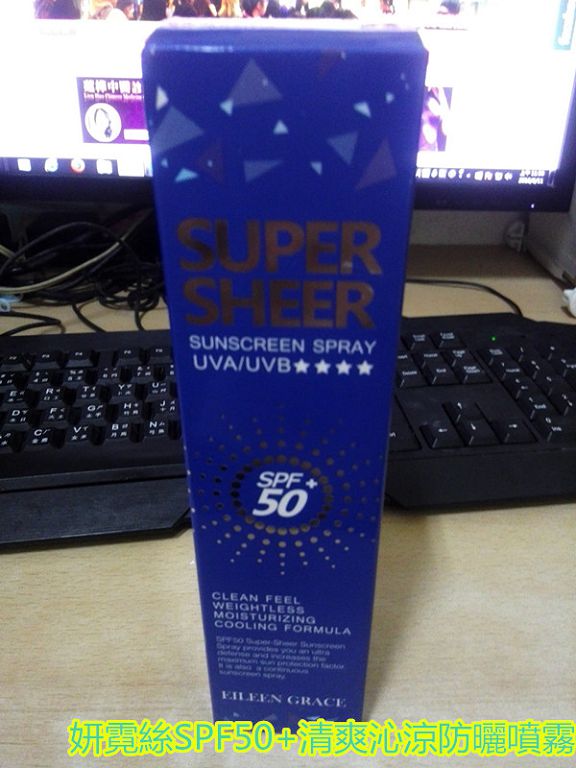 SUPER
SHEER
SUNSCREEN SPRAY
UVA/UVB★★★★
SPF+
50
CLEAN FEEL
WEIGHTLESS
MOISTURIZING
COOLING FORMULA
SPF50 Super-Sheer Sunscreen
Spray provides you an ultra
defense and increases the
maximum sun protection factor.
It is also a continuous
sunscreen spray.
EILEEN GRACE
妍霓絲SPF50+清爽沁涼防曬噴霧